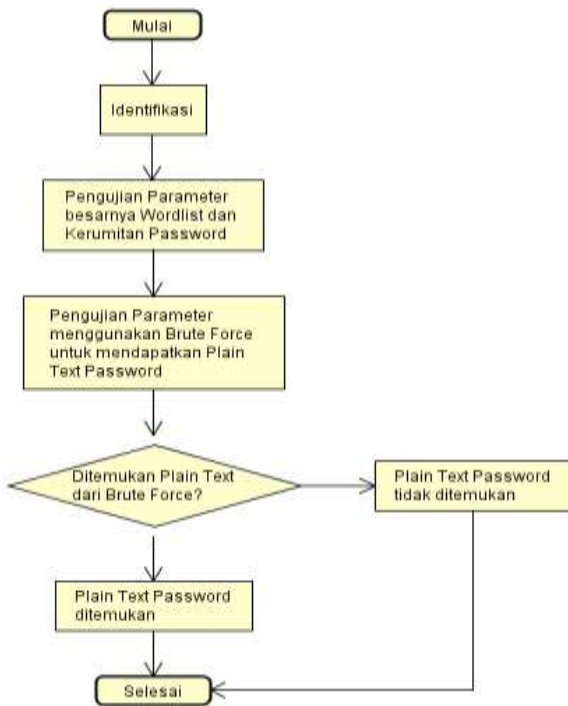 Mulai
Identifikasi
Pengujian Parameter
besarnya Wordlist dan
Kerumitan Password
Pengujian Parameter
menggunakan Brute Force
untuk mendapatkan Plain
Text Password
Ditemukan Plain Text
dari Brute Force?
Plain Text Password
tidak ditemukan
Plain Text Password
ditemukan
Selesai